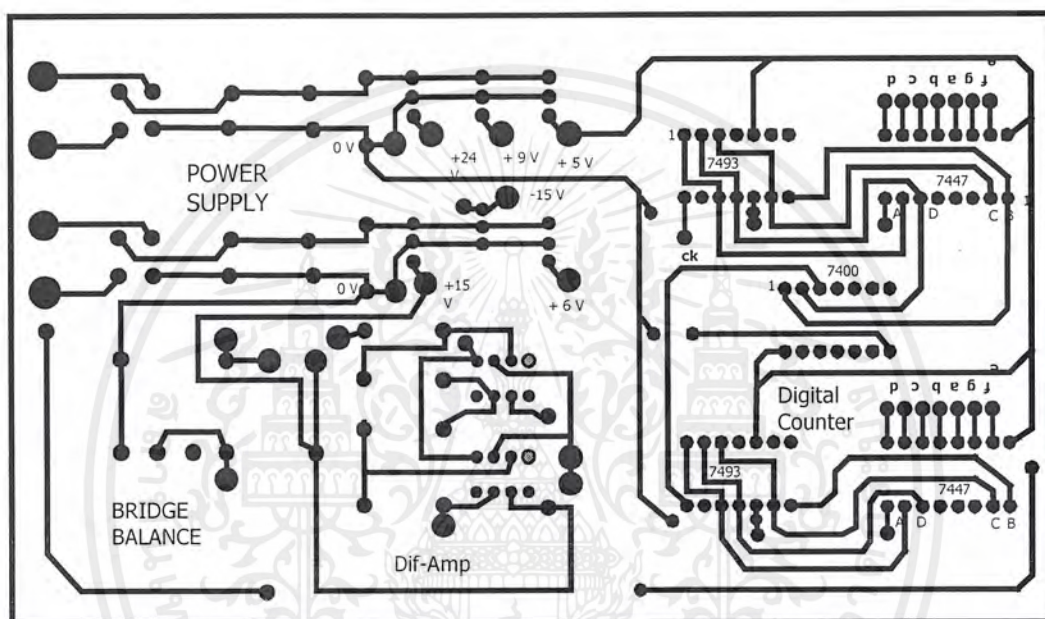 f g a b c d
1
7493
0 V
+24
V
+ 9 V
+ 5 V
POWER
SUPPLY
-15 V
7447
A
D
C
B
1
ck
7400
0 V
+15
V
+ 6 V
1
f g a b c d
Digital
Counter
7493
7447
A
D
C
B
BRIDGE
BALANCE
Dif-Amp